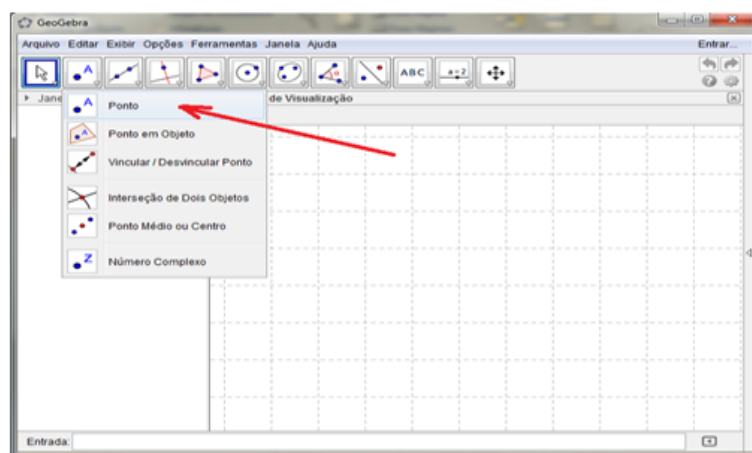 GeoGebra
Arquivo Editar Exibir Opções Ferramentas Janela Ajuda Entrar...
A ABC a=2
Jane de Visualização
A Ponto
A Ponto em Objeto
Vincular / Desvincular Ponto
Interseção de Dois Objetos
Ponto Médio ou Centro
Z Número Complexo
Entrada: